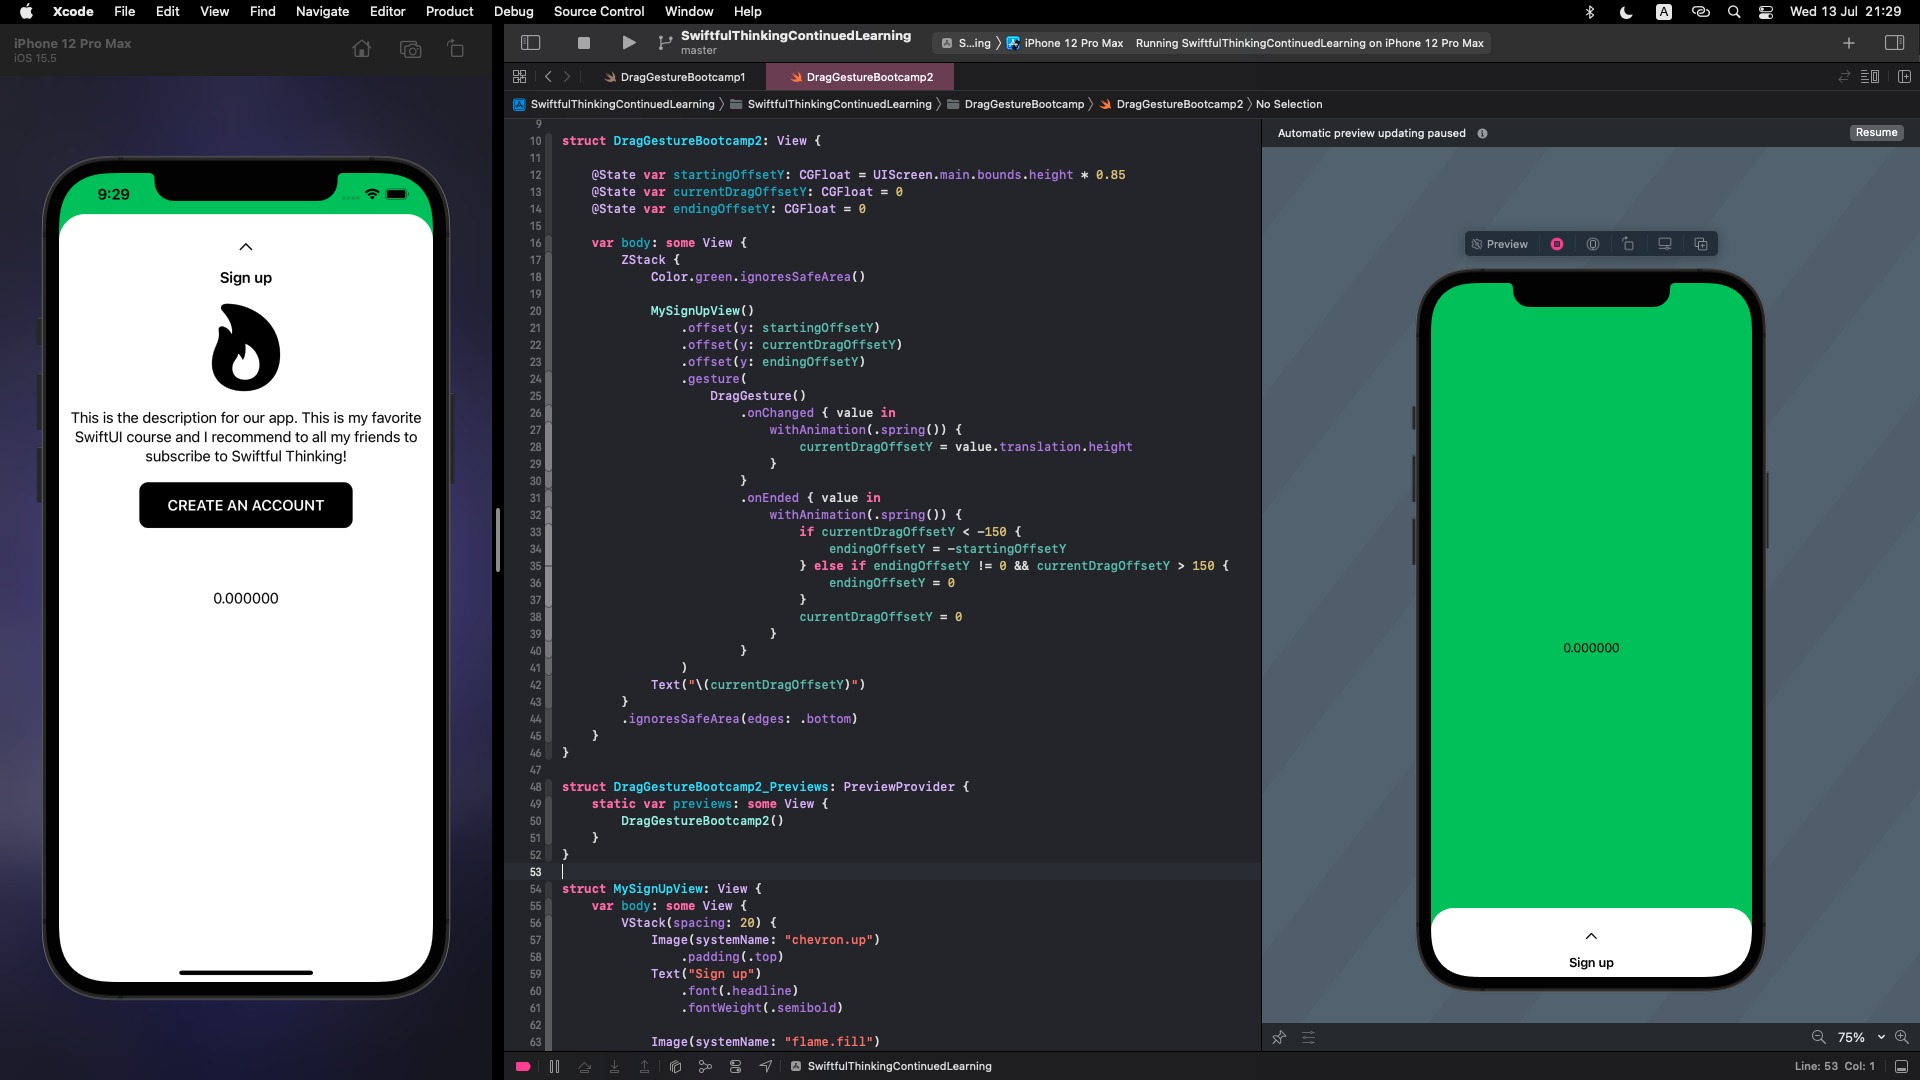 Xcode File Edit View Find Navigate Editor Product Debug Source Control Window Help A Wed 13 Jul 21:29
iPhone 12 Pro Max
iOS 15.5
SwiftfulThinkingContinuedLearning
master
S...ing 〉 iPhone 12 Pro Max Running SwiftfulThinkingContinuedLearning on iPhone 12 Pro Max
DragGestureBootcamp1 DragGestureBootcamp2
SwiftfulThinkingContinuedLearning 〉 SwiftfulThinkingContinuedLearning 〉 DragGestureBootcamp 〉 DragGestureBootcamp2 〉 No Selection
9:29
Sign up
This is the description for our app. This is my favorite
SwiftUI course and I recommend to all my friends to
subscribe to Swiftful Thinking!
CREATE AN ACCOUNT
0.000000
9
10 struct DragGestureBootcamp2: View {
11
12 @State var startingOffsetY: CGFloat = UIScreen.main.bounds.height * 0.85
13 @State var currentDragOffsetY: CGFloat = 0
14 @State var endingOffsetY: CGFloat = 0
15
16 var body: some View {
17 ZStack {
18 Color.green.ignoresSafeArea()
19
20 MySignUpView()
21 .offset(y: startingOffsetY)
22 .offset(y: currentDragOffsetY)
23 .offset(y: endingOffsetY)
24 .gesture(
25 DragGesture()
26 .onChanged { value in
27 withAnimation(.spring()) {
28 currentDragOffsetY = value.translation.height
29 }
30 }
31 .onEnded { value in
32 withAnimation(.spring()) {
33 if currentDragOffsetY < -150 {
34 endingOffsetY = -startingOffsetY
35 } else if endingOffsetY != 0 && currentDragOffsetY > 150 {
36 endingOffsetY = 0
37 }
38 currentDragOffsetY = 0
39 }
40 }
41 )
42 Text("\(currentDragOffsetY)")
43 }
44 .ignoresSafeArea(edges: .bottom)
45 }
46 }
47
48 struct DragGestureBootcamp2_Previews: PreviewProvider {
49 static var previews: some View {
50 DragGestureBootcamp2()
51 }
52 }
53
54 struct MySignUpView: View {
55 var body: some View {
56 VStack(spacing: 20) {
57 Image(systemName: "chevron.up")
58 .padding(.top)
59 Text("Sign up")
60 .font(.headline)
61 .fontWeight(.semibold)
62
63 Image(systemName: "flame.fill")
Automatic preview updating paused Resume
Preview
0.000000
Sign up
75%
SwiftfulThinkingContinuedLearning
Line: 53 Col: 1